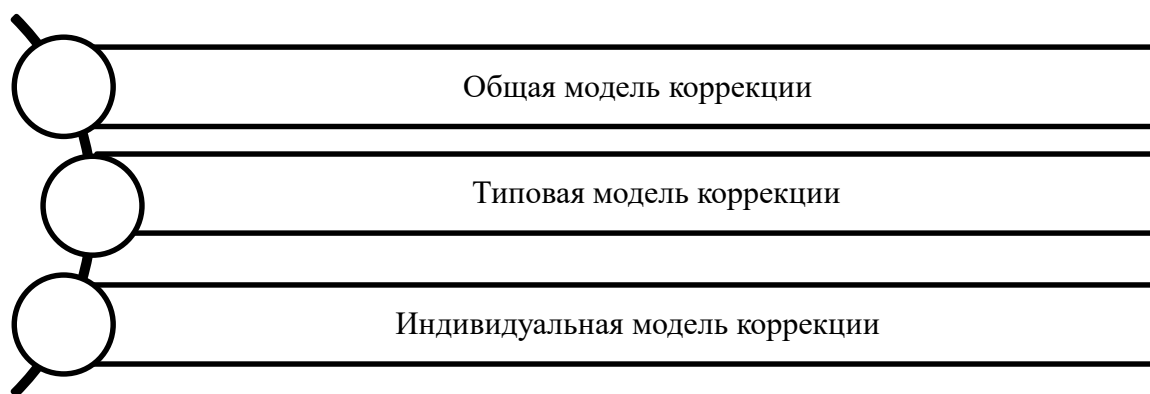 Общая модель коррекции
Типовая модель коррекции
Индивидуальная модель коррекции